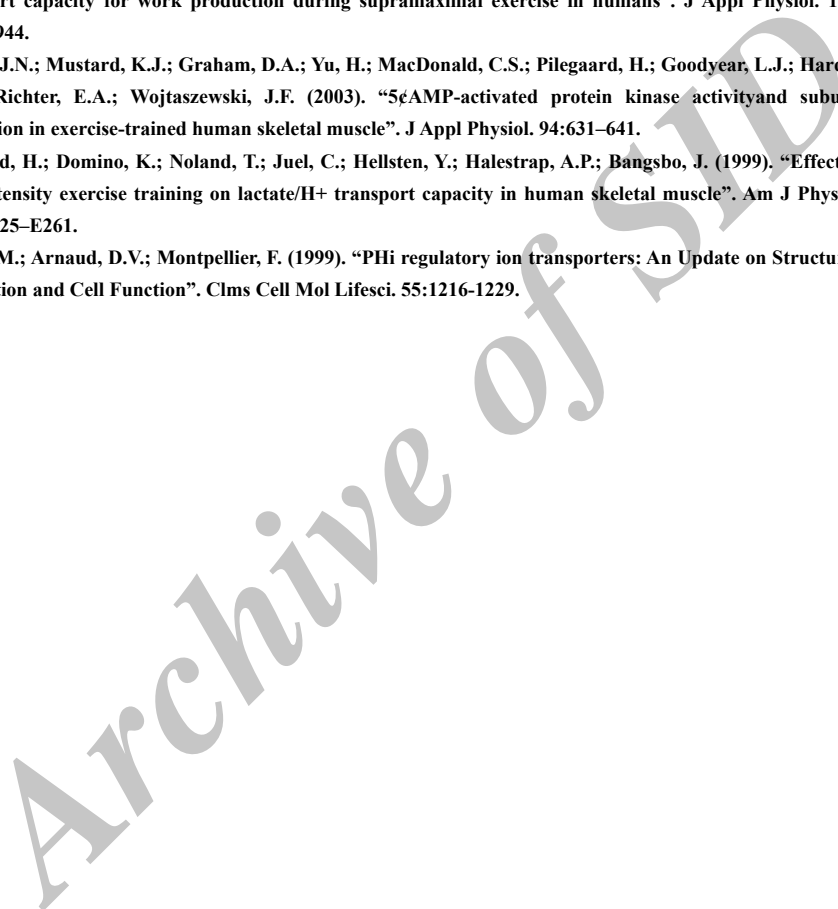 rt capacity for work production during supramaximal exercise in humans”. J Appl Physiol. 1
944.
J.N.; Mustard, K.J.; Graham, D.A.; Yu, H.; MacDonald, C.S.; Pilegaard, H.; Goodyear, L.J.; Hard
Richter, E.A.; Wojtaszewski, J.F. (2003). “5¢AMP-activated protein kinase activityand subu
ion in exercise-trained human skeletal muscle”. J Appl Physiol. 94:631–641.
d, H.; Domino, K.; Noland, T.; Juel, C.; Hellsten, Y.; Halestrap, A.P.; Bangsbo, J. (1999). “Effect
tensity exercise training on lactate/H+ transport capacity in human skeletal muscle”. Am J Phys
25–E261.
M.; Arnaud, D.V.; Montpellier, F. (1999). “PHi regulatory ion transporters: An Update on Structu
tion and Cell Function”. Clms Cell Mol Lifesci. 55:1216-1229.
Archive of SID